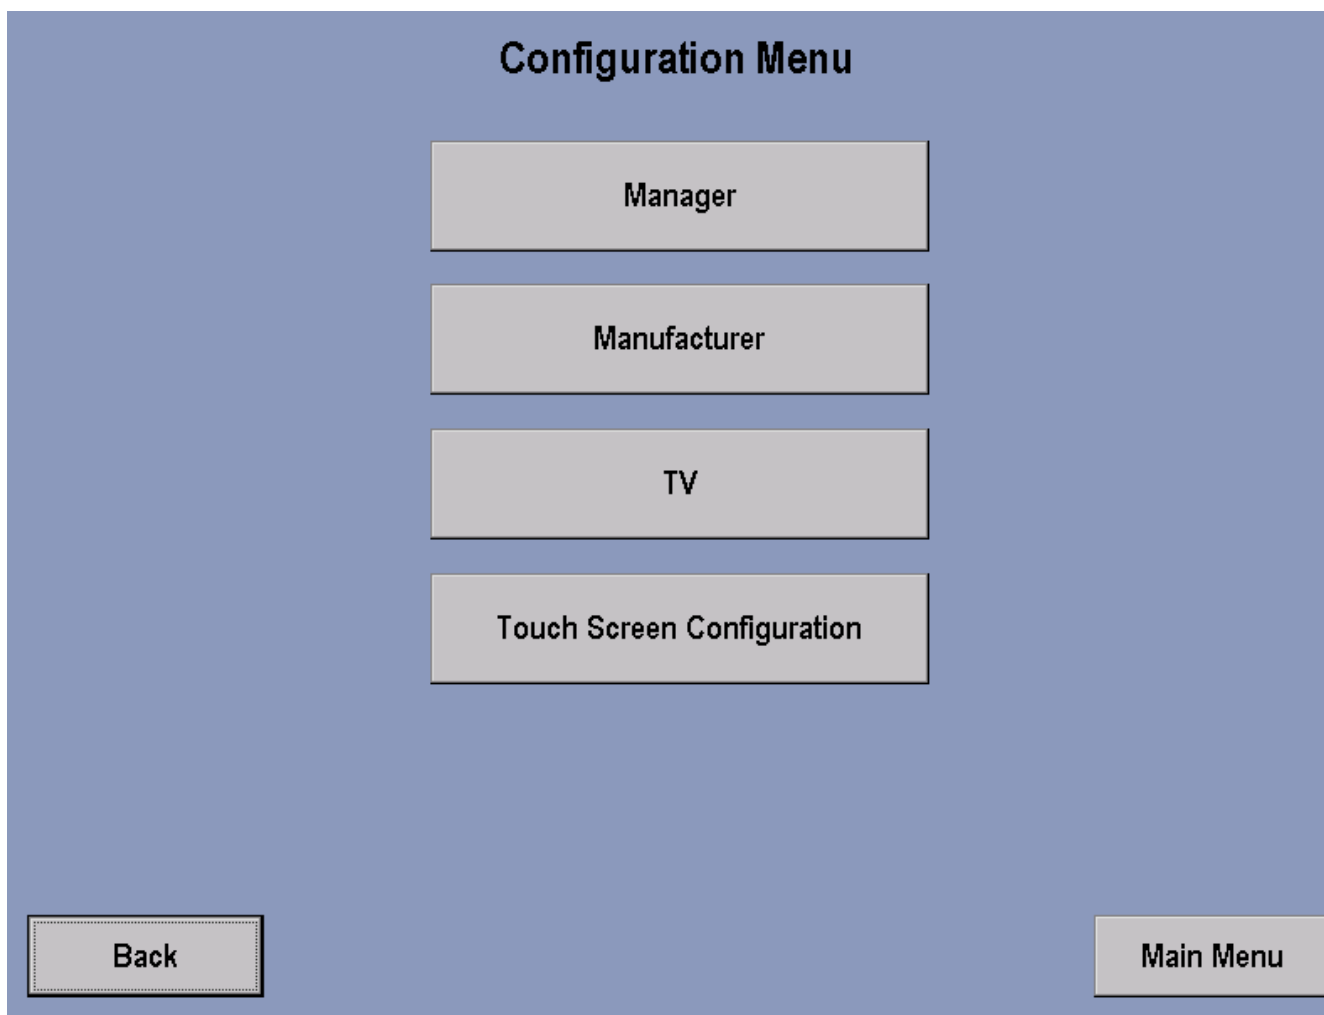 Configuration Menu
Manager
Manufacturer
TV
Touch Screen Configuration
Back
Main Menu